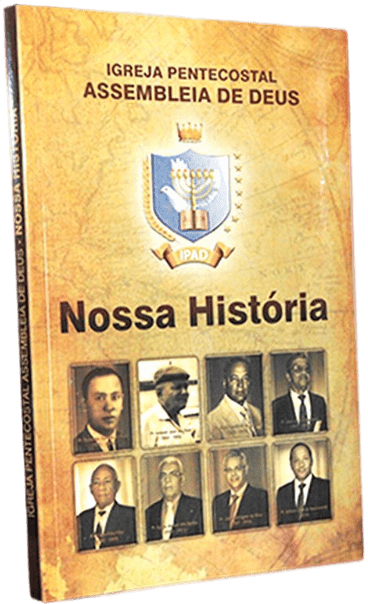 IGREJA PENTECOSTAL
ASSEMBLEIA DE DEUS
IPAD
Nossa História
IGREJA PENTECOSTAL ASSEMBLEIA DE DEUS - NOSSA HISTÓRIA